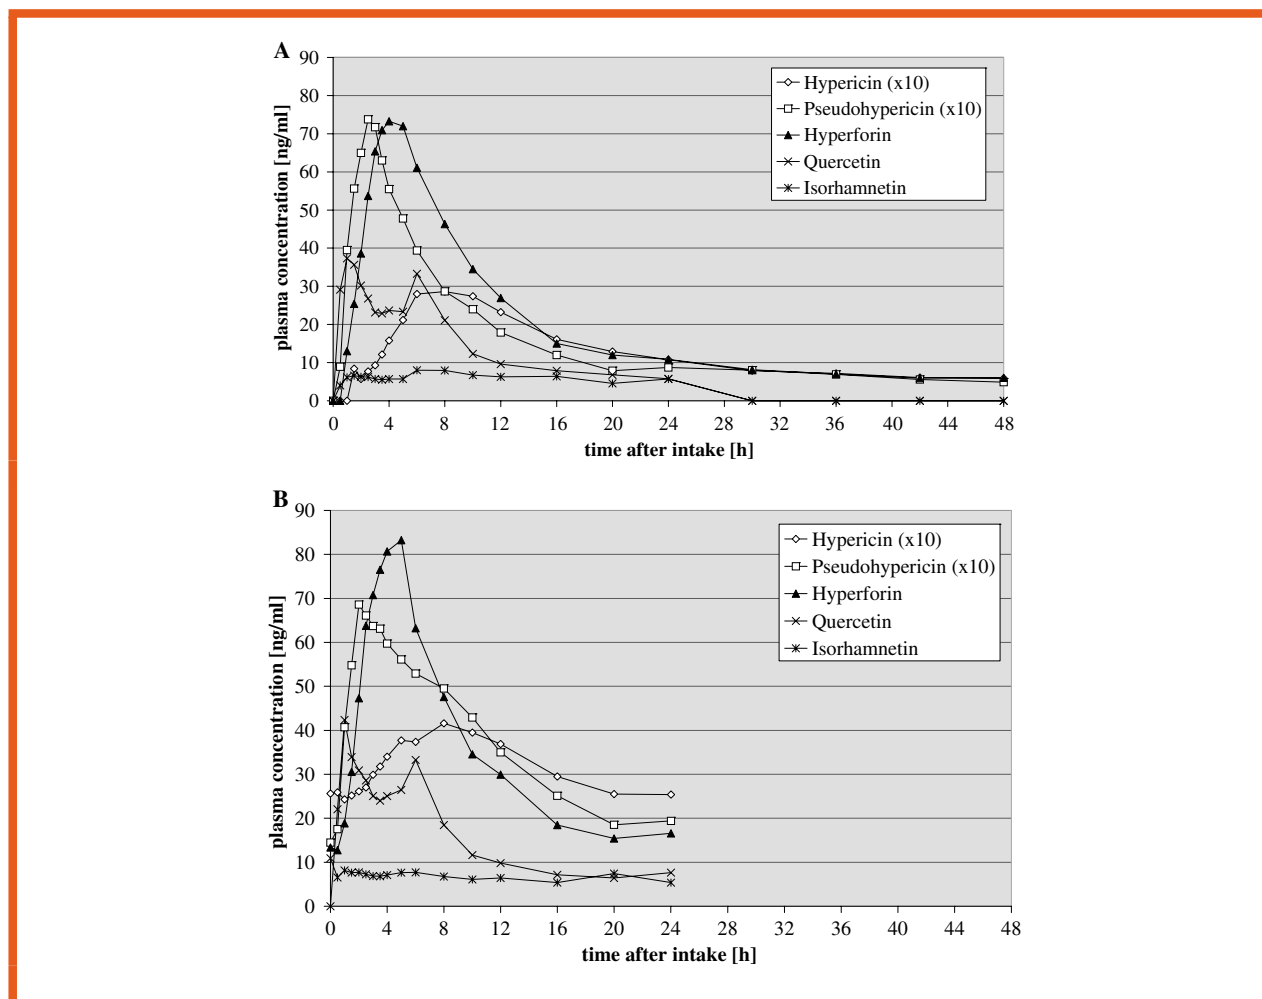 A
90
80
70
60
50
40
30
20
10
0
plasma concentration [ng/ml]
Hypericin (x10)
Pseudohypericin (x10)
Hyperforin
Quercetin
Isorhamnetin
0 4 8 12 16 20 24 28 32 36 40 44 48
time after intake [h]
B
90
80
70
60
50
40
30
20
10
0
plasma concentration [ng/ml]
Hypericin (x10)
Pseudohypericin (x10)
Hyperforin
Quercetin
Isorhamnetin
0 4 8 12 16 20 24 28 32 36 40 44 48
time after intake [h]